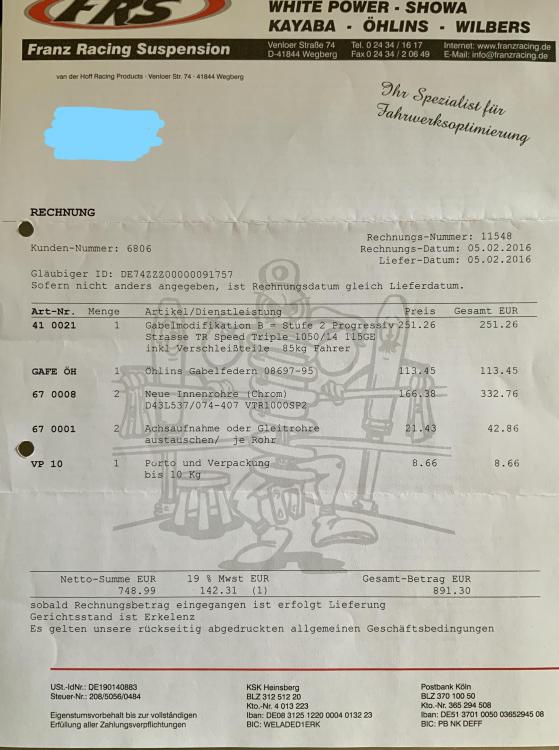 FRS
WHITE POWER - SHOWA
KAYABA - ÖHLINS - WILBERS
Franz Racing Suspension
Venloer Straße 74 Tel. 0 24 34 / 16 17 Internet: www.franzracing.de
D-41844 Wegberg Fax 0 24 34 / 2 06 49 E-Mail: info@franzracing.de
van der Hoff Racing Products · Venloer Str. 74 · 41844 Wegberg
Ihr Spezialist für
Fahrwerksoptimierung
RECHNUNG
Rechnungs-Nummer: 11548
Kunden-Nummer: 6806 Rechnungs-Datum: 05.02.2016
Liefer-Datum: 05.02.2016
Gläubiger ID: DE74ZZZ00000091757
Sofern nicht anders angegeben, ist Rechnungsdatum gleich Lieferdatum.
Art-Nr. Menge Artikel/Dienstleistung Preis Gesamt EUR
41 0021 1 Gabelmodifikation B = Stufe 2 Progressiv 251.26 251.26
Strasse TR Speed Triple 1050/14 115GE
inkl Verschleißteile 85kg Fahrer
GAFE ÖH 1 Öhlins Gabelfedern 08697-95 113.45 113.45
67 0008 2 Neue Innenrohre (Chrom) 166.38 332.76
D43L537/074-407 VTR1000SP2
67 0001 2 Achsaufnahme oder Gleitrohre 21.43 42.86
austauschen/ je Rohr
VP 10 1 Porto und Verpackung 8.66 8.66
bis 10 Kg
Netto-Summe EUR 19 % Mwst EUR Gesamt-Betrag EUR
748.99 142.31 (1) 891.30
sobald Rechnungsbetrag eingegangen ist erfolgt Lieferung
Gerichtsstand ist Erkelenz
Es gelten unsere rückseitig abgedruckten allgemeinen Geschäftsbedingungen
USt.-IdNr.: DE190140883 KSK Heinsberg Postbank Köln
Steuer-Nr.: 208/5056/0484 BLZ 312 512 20 BLZ 370 100 50
Kto.-Nr. 4 013 223 Kto.-Nr. 365 294 508
Eigenstumsvorbehalt bis zur vollständigen Iban: DE08 3125 1220 0004 0132 23 Iban: DE51 3701 0050 03652945 08
Erfüllung aller Zahlungsverpflichtungen BIC: WELADED1ERK BIC: PB NK DEFF